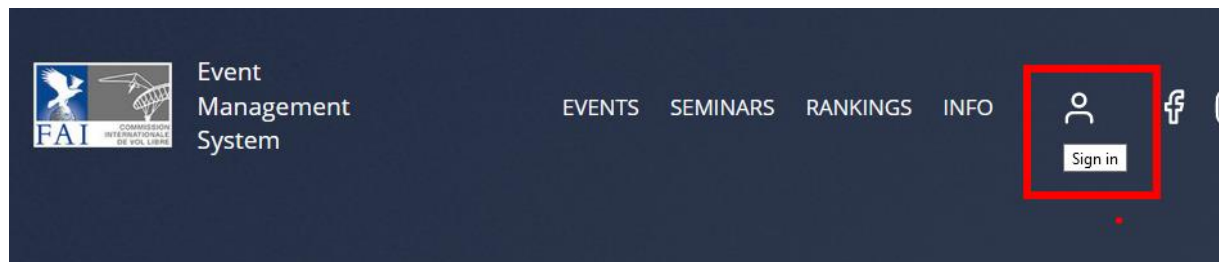 FAI
COMMISSION
INTERNATIONALE
DE VOL LIBRE
Event
Management
System
EVENTS SEMINARS RANKINGS INFO
Sign in